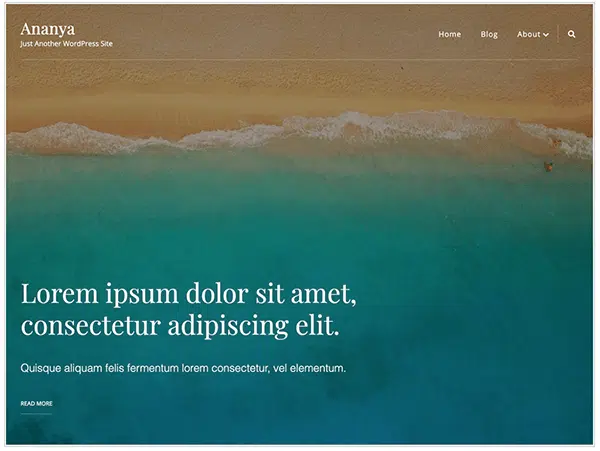 Ananya
Just Another WordPress Site
Home Blog About
Lorem ipsum dolor sit amet,
consectetur adipiscing elit.
Quisque aliquam felis fermentum lorem consectetur, vel elementum.
READ MORE